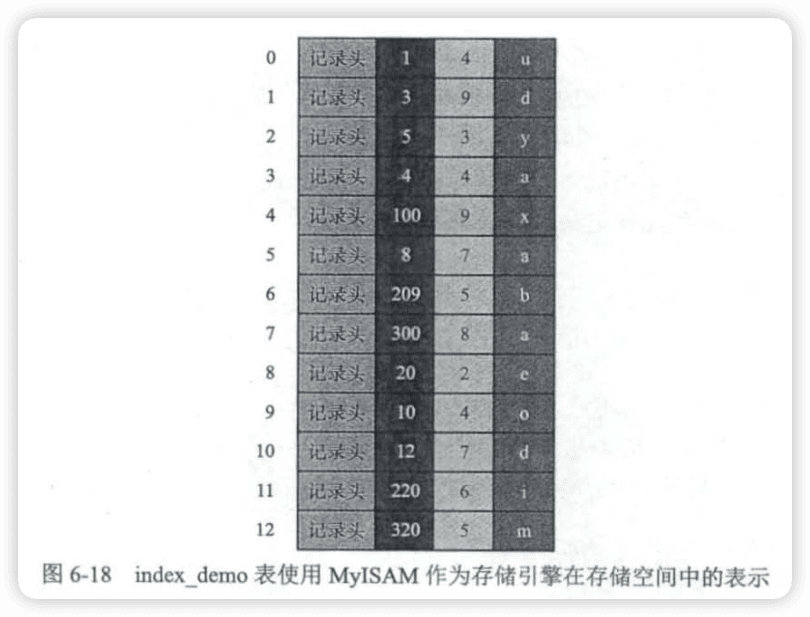 0 记录头 1 4 u
1 记录头 3 9 d
2 记录头 5 3 y
3 记录头 4 4 a
4 记录头 100 9 x
5 记录头 8 7 a
6 记录头 209 5 b
7 记录头 300 8 a
8 记录头 20 2 e
9 记录头 10 4 o
10 记录头 12 7 d
11 记录头 220 6 i
12 记录头 320 5 m
图 6-18 index_demo 表使用 MyISAM 作为存储引擎在存储空间中的表示